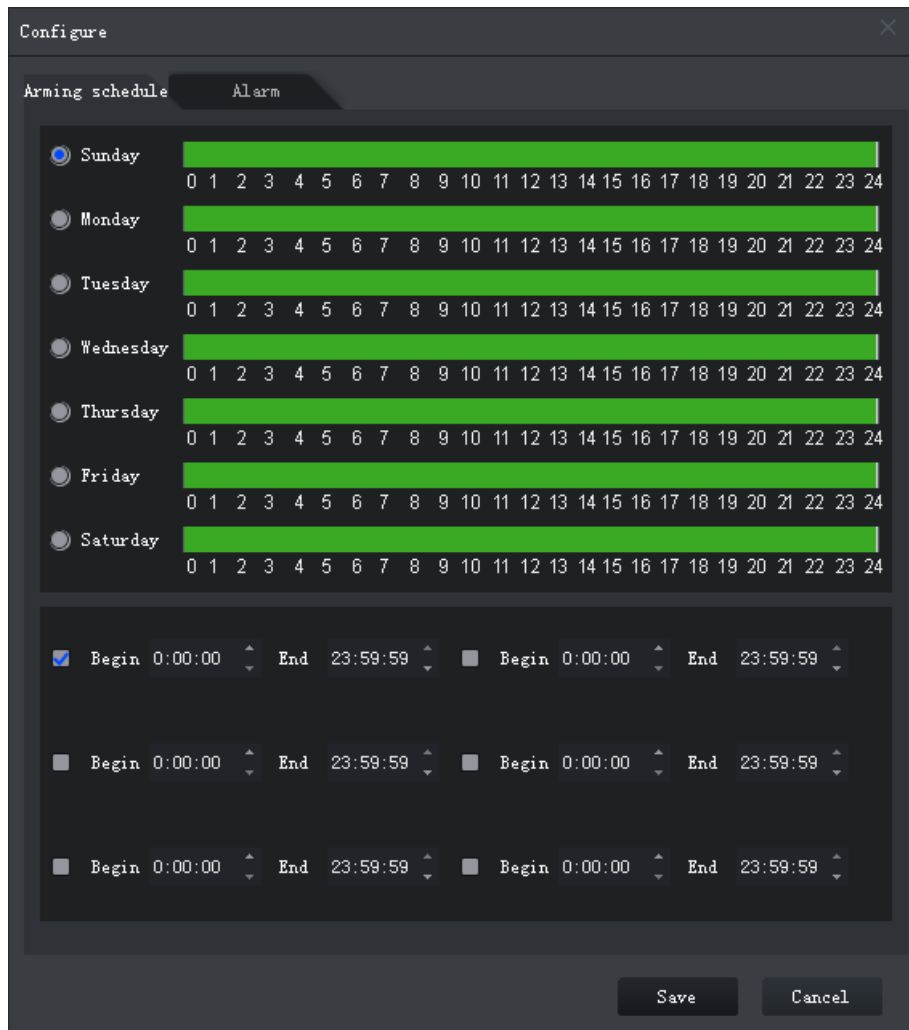 Configure
Arming schedule Alarm
Sunday
0 1 2 3 4 5 6 7 8 9 10 11 12 13 14 15 16 17 18 19 20 21 22 23 24
Monday
0 1 2 3 4 5 6 7 8 9 10 11 12 13 14 15 16 17 18 19 20 21 22 23 24
Tuesday
0 1 2 3 4 5 6 7 8 9 10 11 12 13 14 15 16 17 18 19 20 21 22 23 24
Wednesday
0 1 2 3 4 5 6 7 8 9 10 11 12 13 14 15 16 17 18 19 20 21 22 23 24
Thursday
0 1 2 3 4 5 6 7 8 9 10 11 12 13 14 15 16 17 18 19 20 21 22 23 24
Friday
0 1 2 3 4 5 6 7 8 9 10 11 12 13 14 15 16 17 18 19 20 21 22 23 24
Saturday
0 1 2 3 4 5 6 7 8 9 10 11 12 13 14 15 16 17 18 19 20 21 22 23 24
Begin 0:00:00 End 23:59:59 Begin 0:00:00 End 23:59:59
Begin 0:00:00 End 23:59:59 Begin 0:00:00 End 23:59:59
Begin 0:00:00 End 23:59:59 Begin 0:00:00 End 23:59:59
Save Cancel